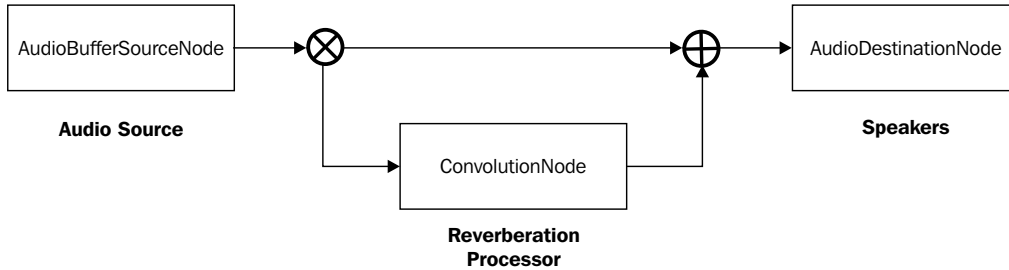 AudioBufferSourceNode
AudioDestinationNode
Audio Source
Speakers
ConvolutionNode
Reverberation
Processor